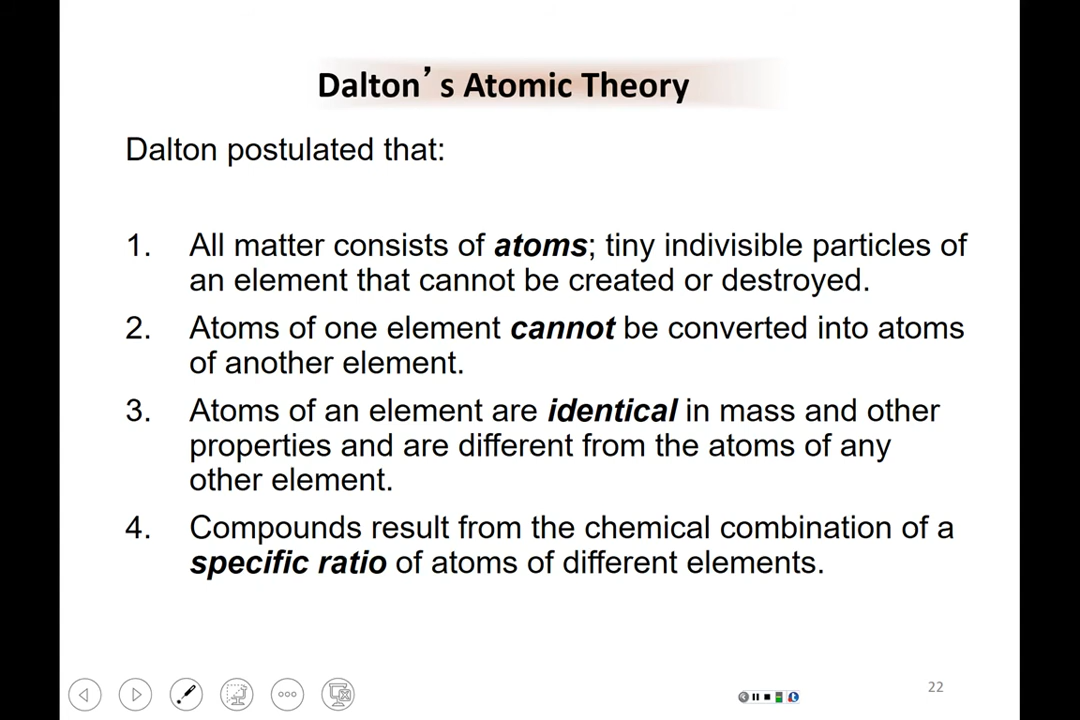 Dalton’s Atomic Theory
Dalton postulated that:
1. All matter consists of atoms; tiny indivisible particles of
an element that cannot be created or destroyed.
2. Atoms of one element cannot be converted into atoms
of another element.
3. Atoms of an element are identical in mass and other
properties and are different from the atoms of any
other element.
4. Compounds result from the chemical combination of a
specific ratio of atoms of different elements.
22